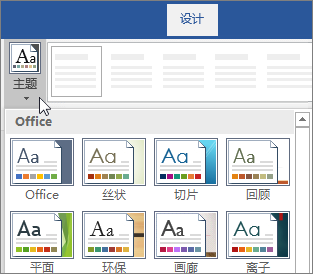 设计
Aa
主题
Office
Aa Aa Aa Aa
Office 丝状 切片 回顾
Aa Aa Aa Aa
平面 环保 画廊 离子